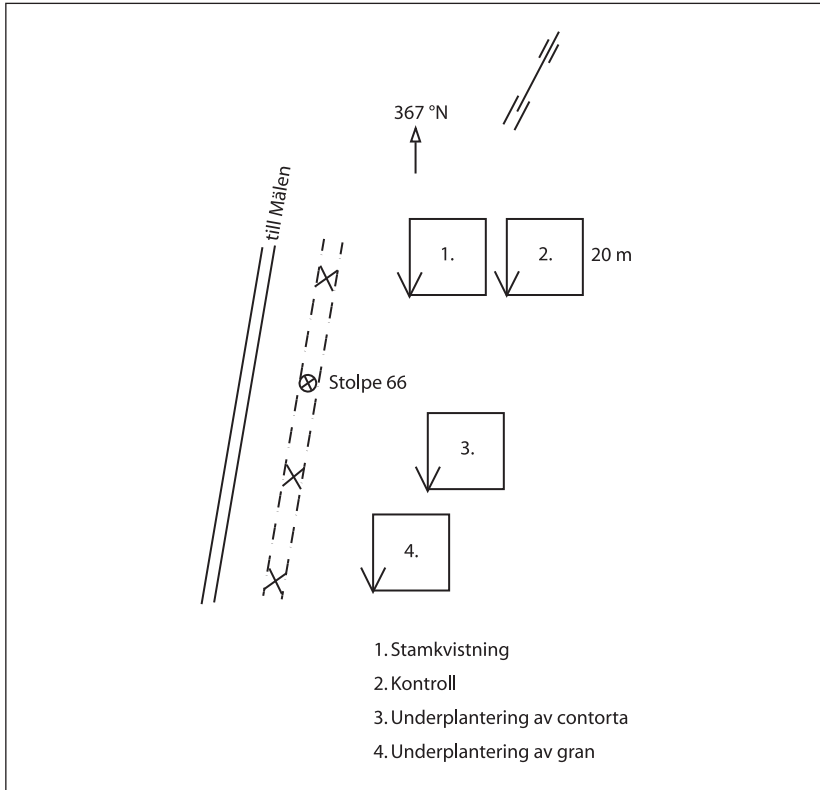 367 °N
till Mälen
1.
2.
20 m
Stolpe 66
3.
4.
1. Stamkvistning
2. Kontroll
3. Underplantering av contorta
4. Underplantering av gran